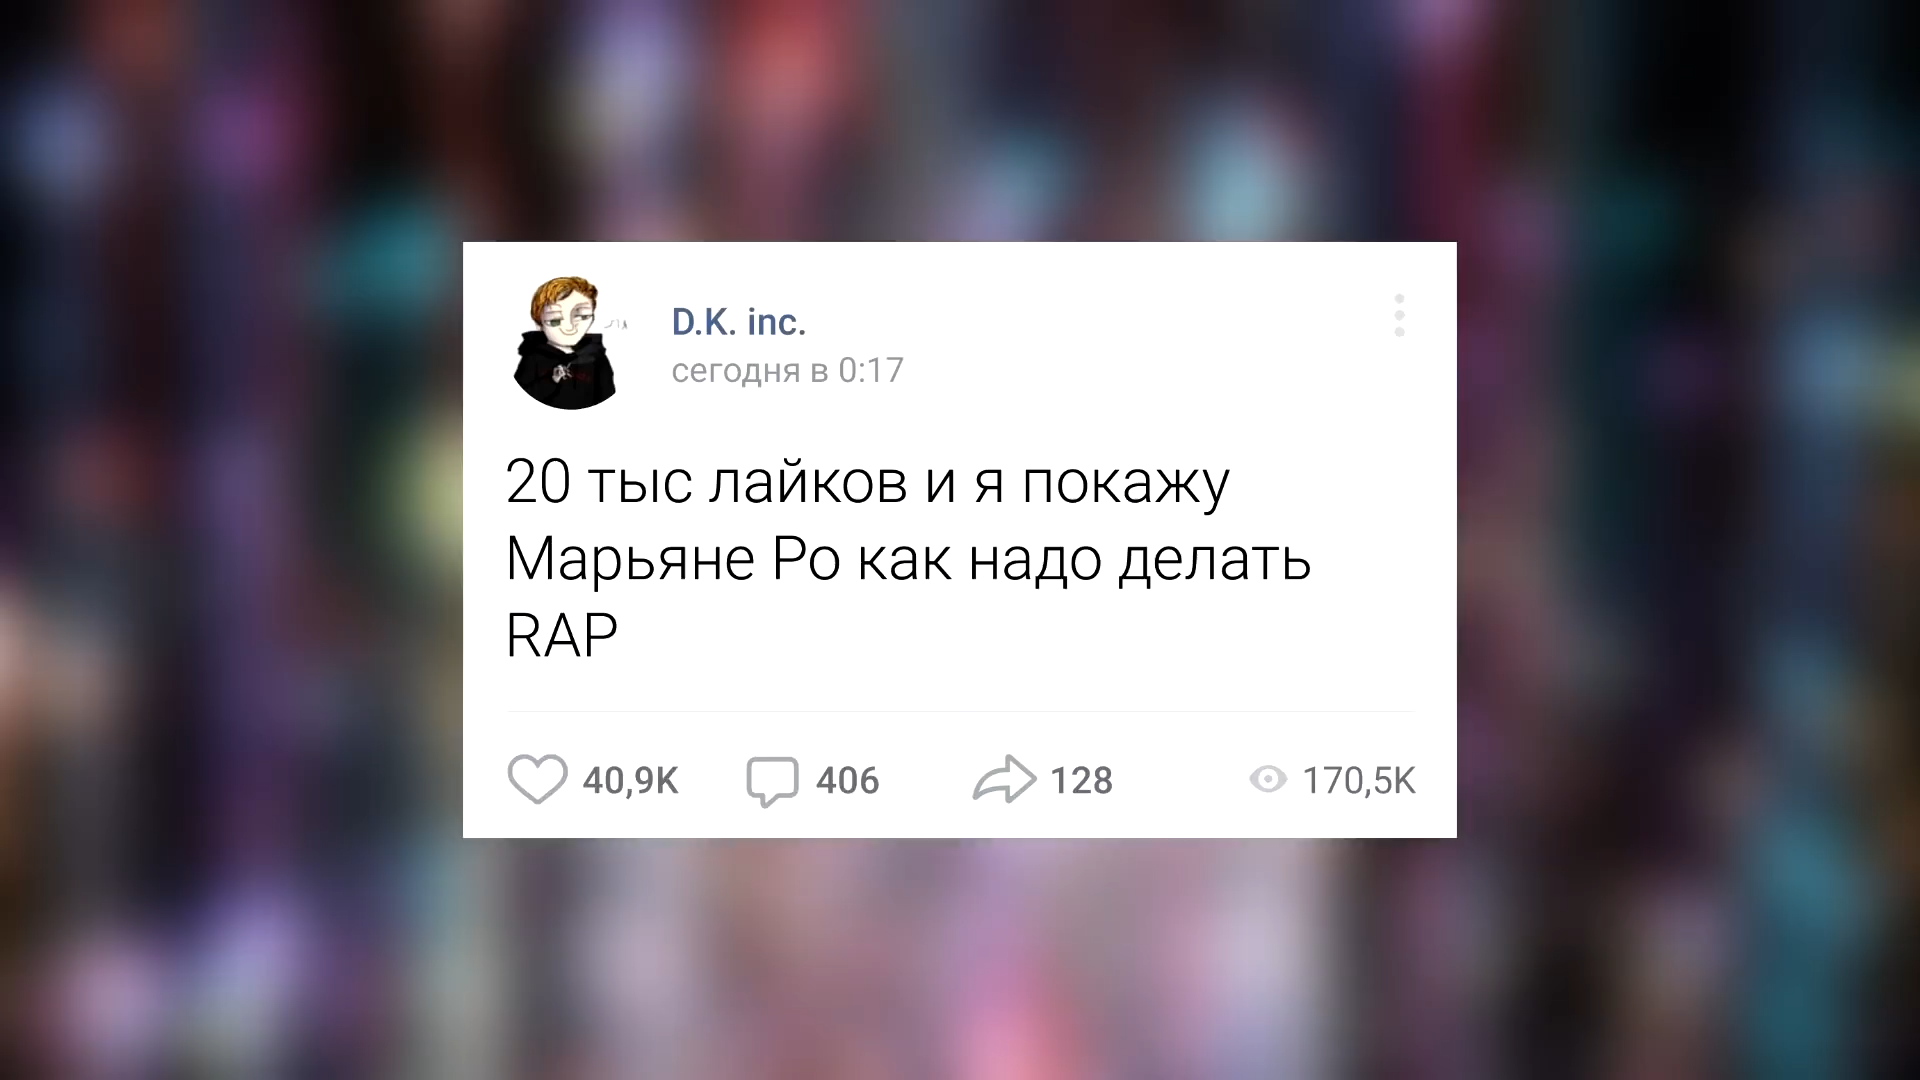 D.K. inc.
сегодня в 0:17
20 тыс лайков и я покажу
Марьяне Ро как надо делать
RAP
40,9K 406 128 170,5K